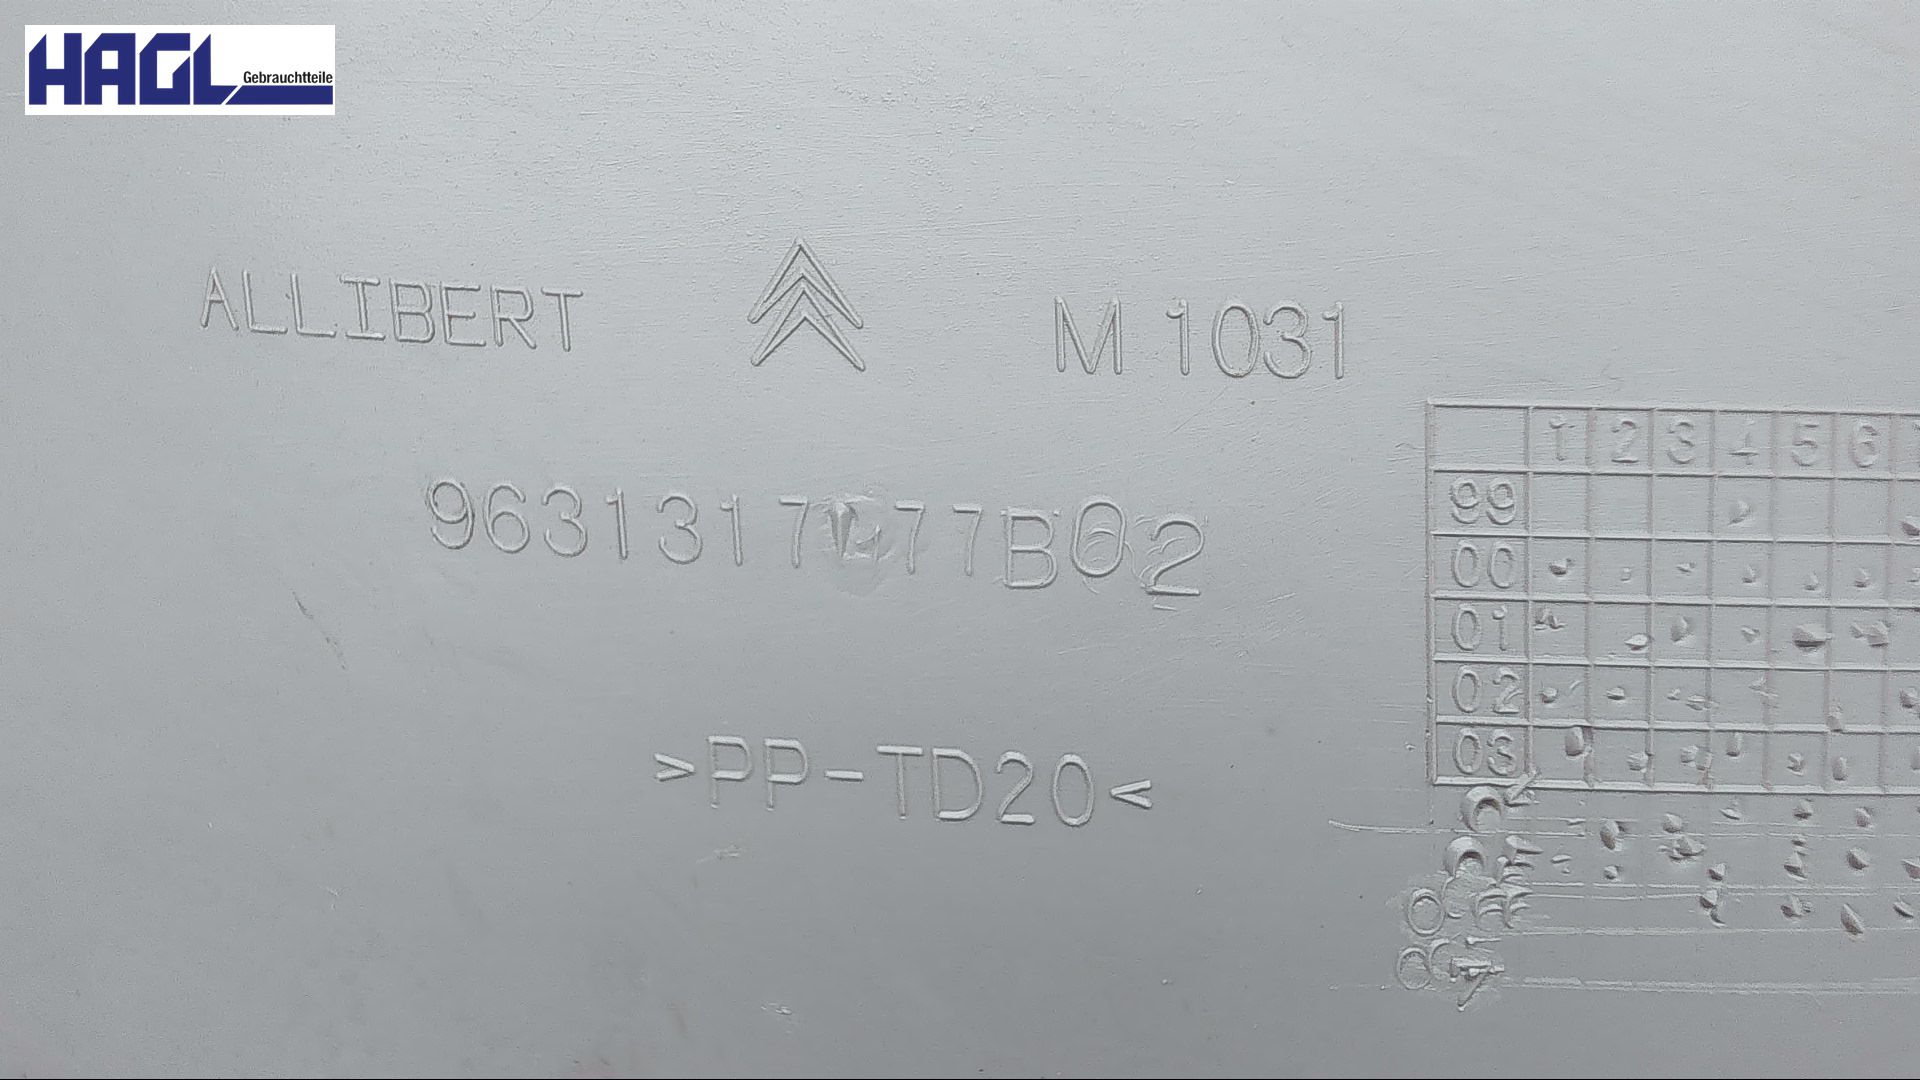 HAGL
Gebrauchtteile
ALLIBERT
M 1031
>PP-TD20<
1 2 3 4 5 6
99
00
01
02
03